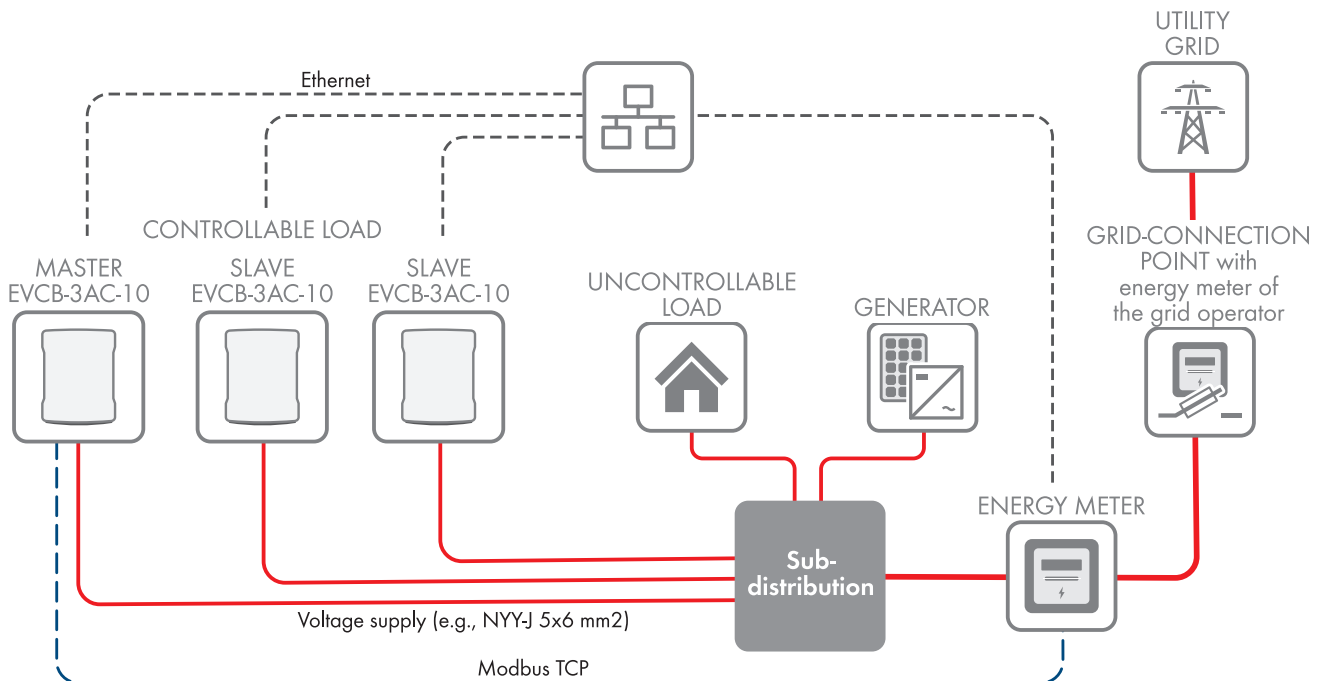 UTILITY
GRID
Ethernet
CONTROLLABLE LOAD
GRID-CONNECTION
POINT with
energy meter of
the grid operator
MASTER
EVCB-3AC-10
SLAVE
EVCB-3AC-10
SLAVE
EVCB-3AC-10
UNCONTROLLABLE
LOAD
GENERATOR
ENERGY METER
Sub-
distribution
Voltage supply (e.g., NYY-J 5x6 mm2)
Modbus TCP